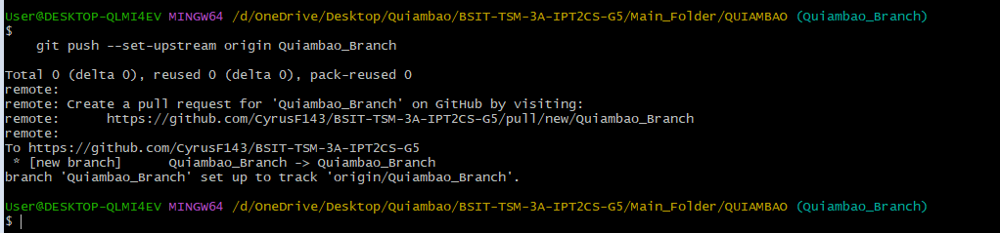 User@DESKTOP-QLMI4EV MINGW64 /d/OneDrive/Desktop/Quiambao/BSIT-TSM-3A-IPT2CS-G5/Main_Folder/QUIAMBAO (Quiambao_Branch)
$
    git push --set-upstream origin Quiambao_Branch
Total 0 (delta 0), reused 0 (delta 0), pack-reused 0
remote:
remote: Create a pull request for 'Quiambao_Branch' on GitHub by visiting:
remote:      https://github.com/CyrusF143/BSIT-TSM-3A-IPT2CS-G5/pull/new/Quiambao_Branch
remote:
To https://github.com/CyrusF143/BSIT-TSM-3A-IPT2CS-G5
 * [new branch]      Quiambao_Branch -> Quiambao_Branch
branch 'Quiambao_Branch' set up to track 'origin/Quiambao_Branch'.
User@DESKTOP-QLMI4EV MINGW64 /d/OneDrive/Desktop/Quiambao/BSIT-TSM-3A-IPT2CS-G5/Main_Folder/QUIAMBAO (Quiambao_Branch)
$